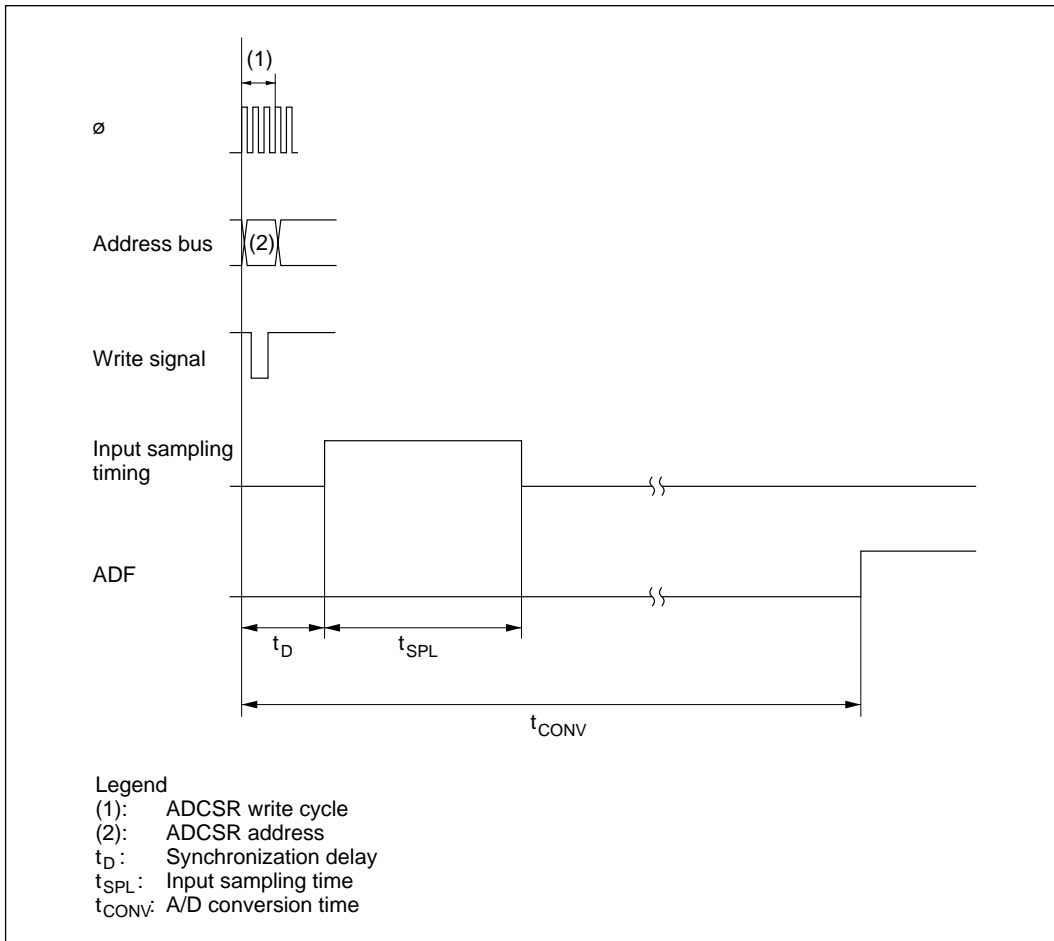 (1)
ø
Address bus
(2)
Write signal
Input sampling
timing
ADF
tD
tSPL
tCONV
Legend
(1): ADCSR write cycle
(2): ADCSR address
tD : Synchronization delay
tSPL : Input sampling time
tCONV: A/D conversion time